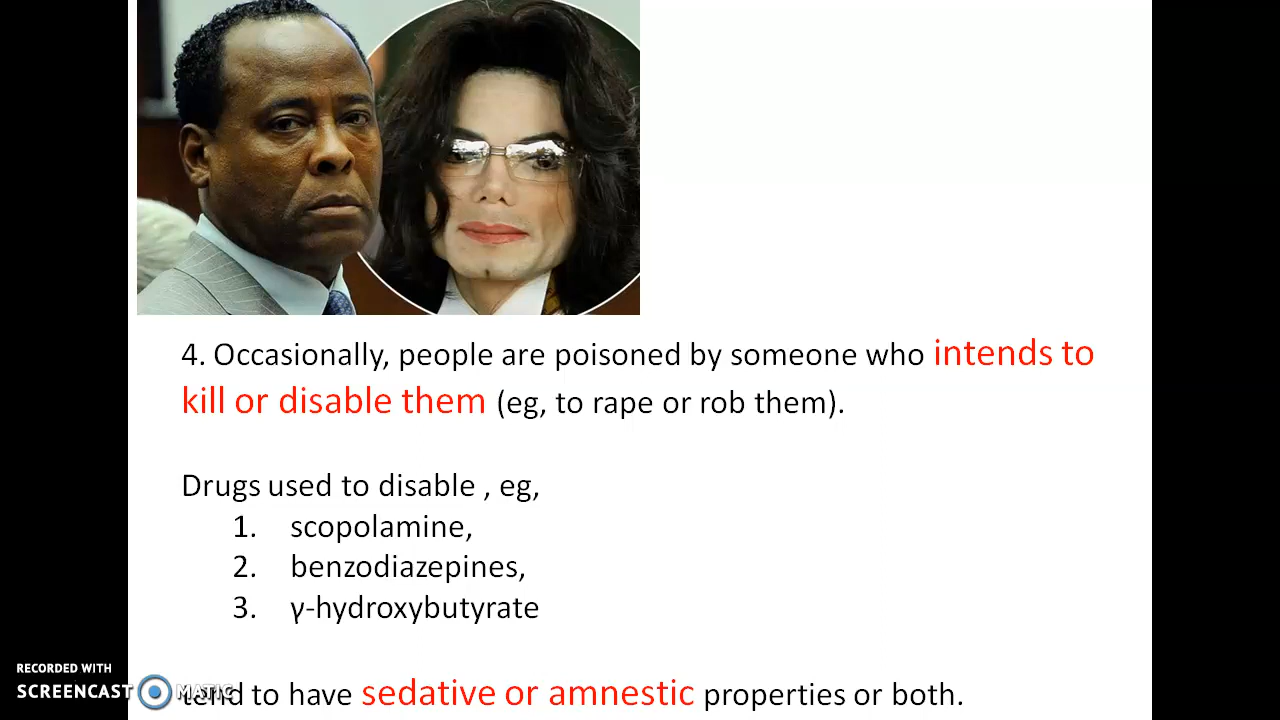 4. Occasionally, people are poisoned by someone who intends to
kill or disable them (eg, to rape or rob them).
Drugs used to disable , eg,
1. scopolamine,
2. benzodiazepines,
3. γ-hydroxybutyrate
RECORDED WITH
SCREENCAST MATIC
tend to have sedative or amnestic properties or both.